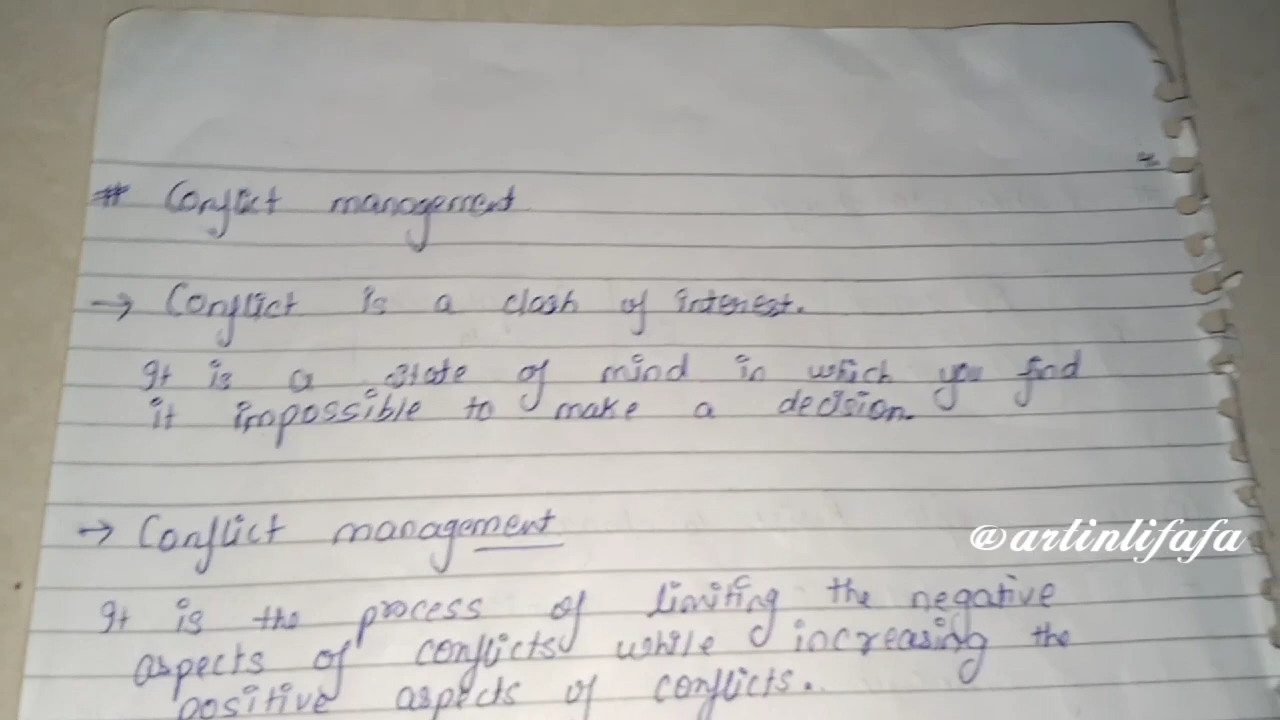 # Conflict management
→ Conflict is a clash of interest.
It is a state of mind in which you find
it impossible to make a decision.
→ Conflict management
@artinlifafa
It is the process of limiting the negative
aspects of conflicts while increasing the
positive aspects of conflicts.